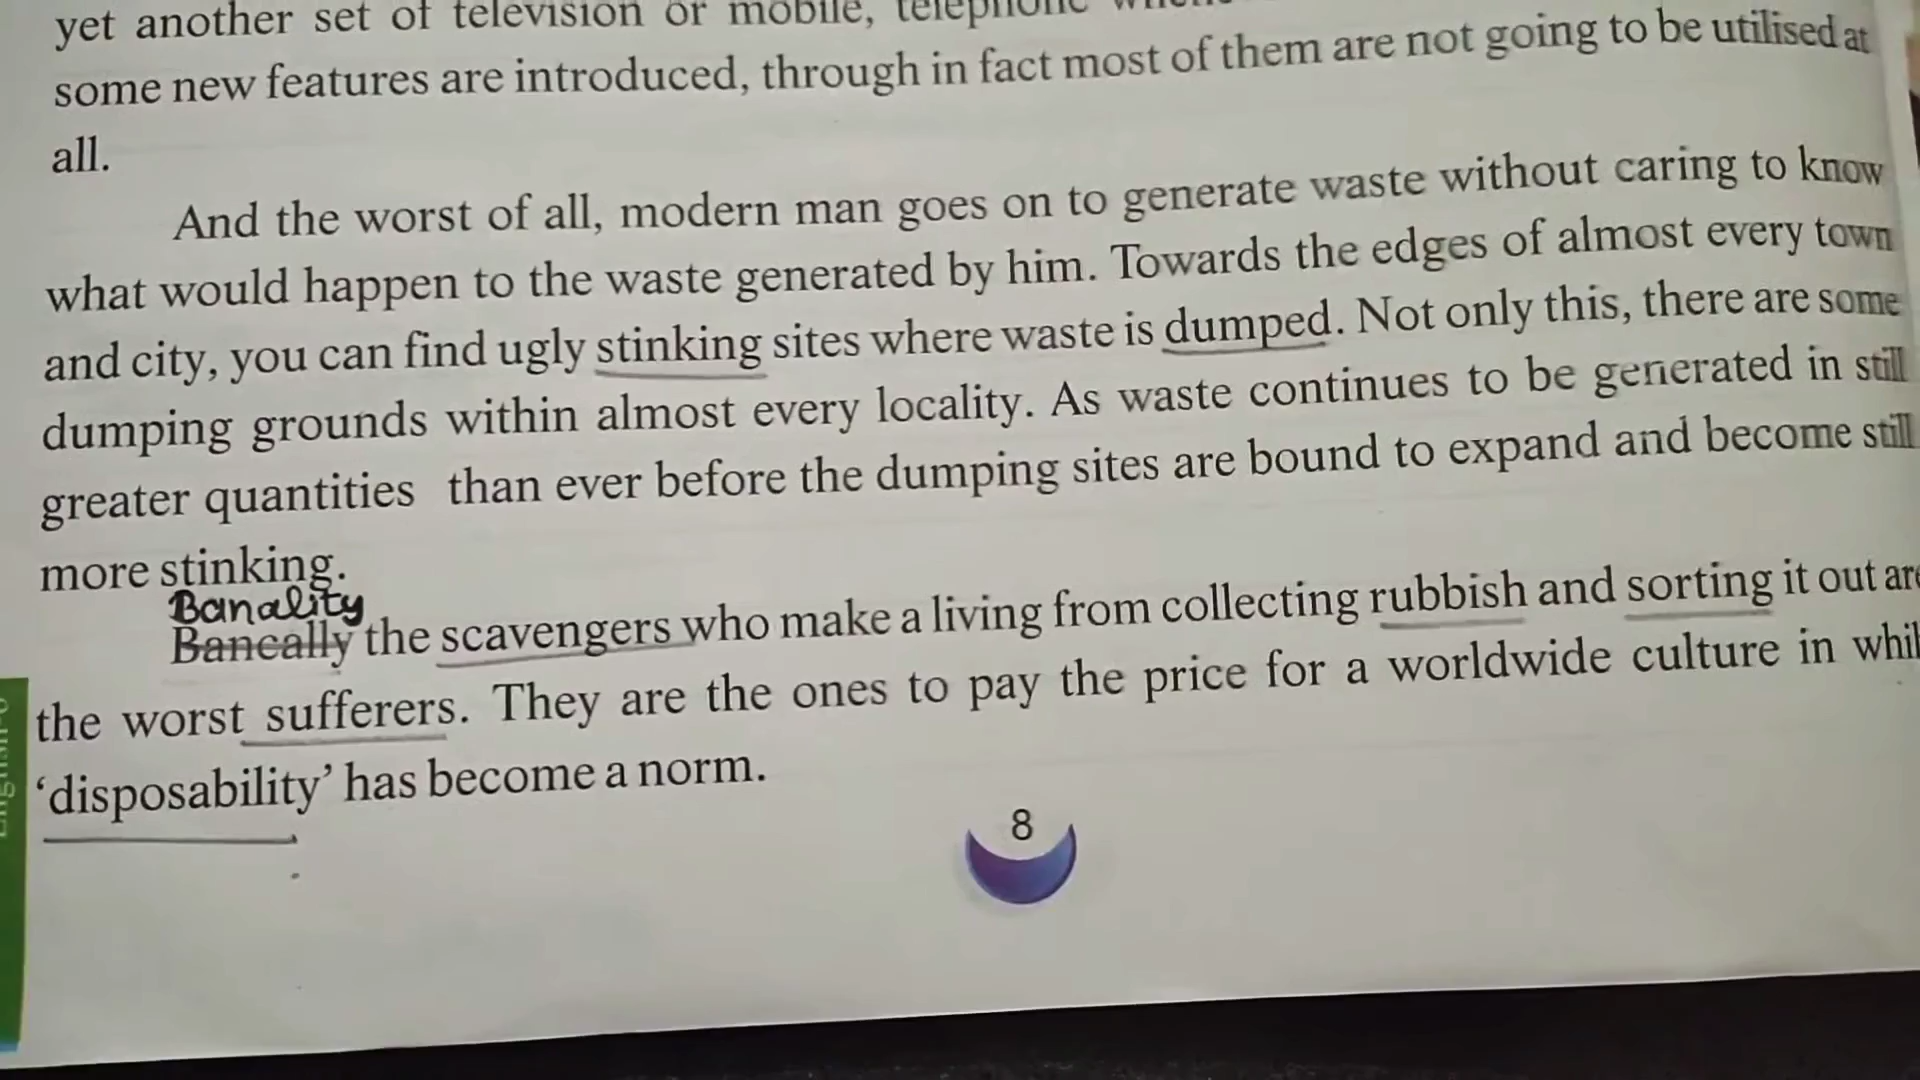 yet another set of television or mobile, telephone
some new features are introduced, through in fact most of them are not going to be utilised at
all.
And the worst of all, modern man goes on to generate waste without caring to know
what would happen to the waste generated by him. Towards the edges of almost every town
and city, you can find ugly stinking sites where waste is dumped. Not only this, there are some
dumping grounds within almost every locality. As waste continues to be generated in still
greater quantities than ever before the dumping sites are bound to expand and become still
more stinking.
Banality
Bancally the scavengers who make a living from collecting rubbish and sorting it out are
the worst sufferers. They are the ones to pay the price for a worldwide culture in
'disposability' has become a norm.
8